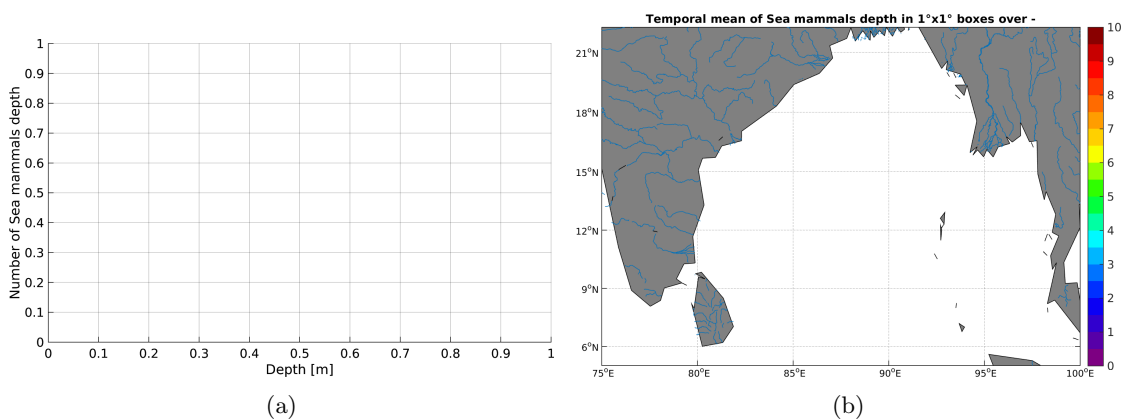 Temporal mean of Sea mammals depth in 1°x1° boxes over -
1
0.9
0.8
0.7
0.6
0.5
0.4
0.3
0.2
0.1
0
Number of Sea mammals depth
0 0.1 0.2 0.3 0.4 0.5 0.6 0.7 0.8 0.9 1
Depth [m]
(a)
21°N
18°N
15°N
12°N
9°N
6°N
75°E 80°E 85°E 90°E 95°E 100°E
10
9
8
7
6
5
4
3
2
1
0
(b)